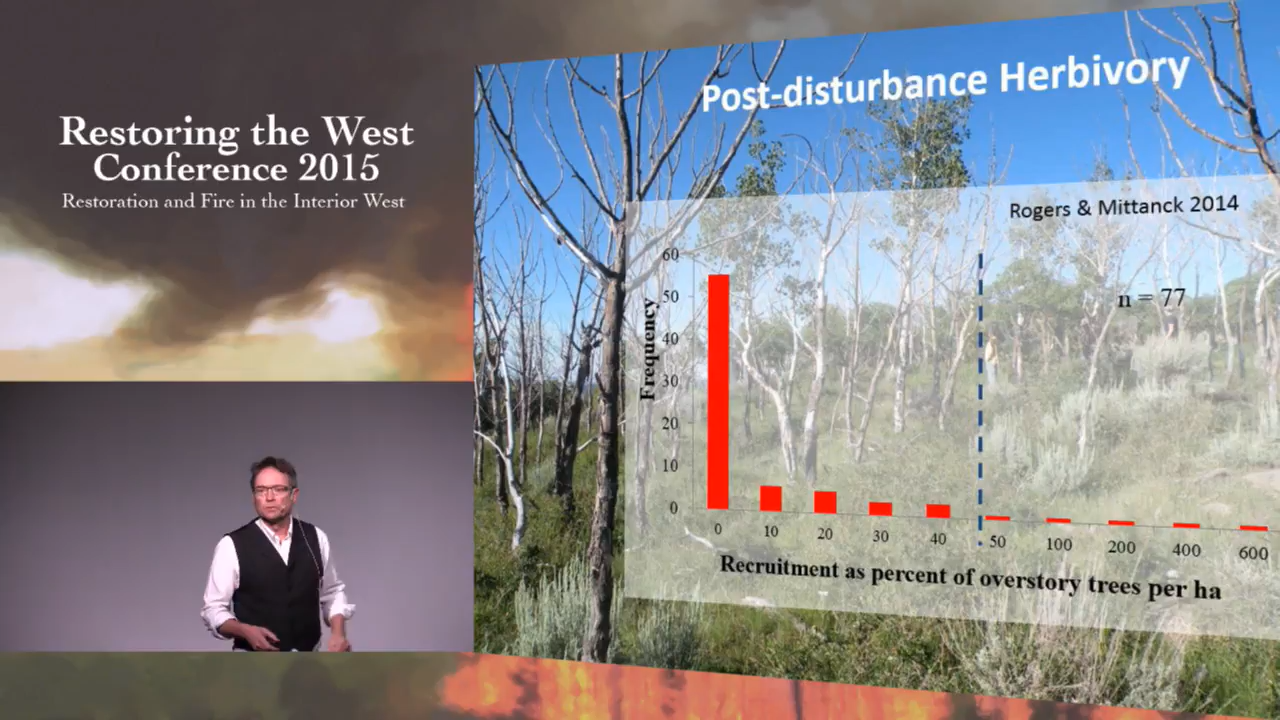 Restoring the West
Conference 2015
Restoration and Fire in the Interior West
Post-disturbance Herbivory
Rogers & Mittanck 2014
n = 77
Frequency
60
50
40
30
20
10
0
0 10 20 30 40 50 100 200 400 600
Recruitment as percent of overstory trees per ha